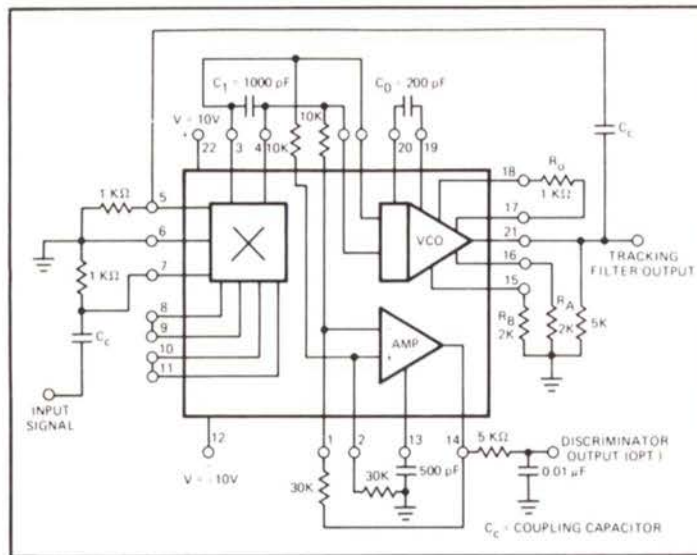 C1 = 1000 pF
C0 = 200 pF
V = 10V
+
22
3
4
10K
10K
20
19
CC
1 KΩ
5
6
7
1 KΩ
8
9
10
11
CC
INPUT
SIGNAL
VCO
AMP
+
18
RO
1 KΩ
17
21
16
15
TRACKING
FILTER OUTPUT
RB
2K
RA
2K
5K
12
V = -10V
1
2
13
14
5 KΩ
DISCRIMINATOR
OUTPUT (OPT.)
30K
30K
500 pF
0.01 μF
CC = COUPLING CAPACITOR